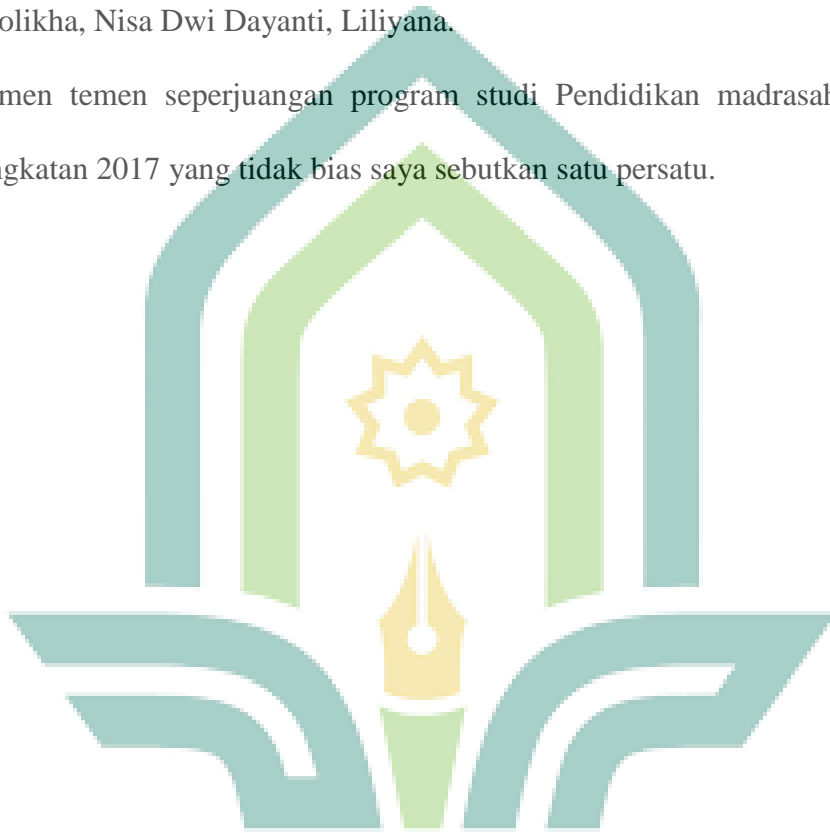 olikha, Nisa Dwi Dayanti, Liliyana.
men temen seperjuangan program studi Pendidikan madrasah
ngkatan 2017 yang tidak bias saya sebutkan satu persatu.